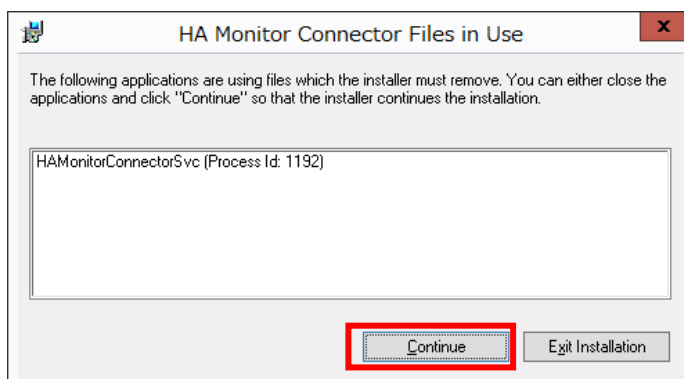 HA Monitor Connector Files in Use
x
The following applications are using files which the installer must remove. You can either close the
applications and click "Continue" so that the installer continues the installation.
HAMonitorConnectorSvc (Process Id: 1192)
Continue
Exit Installation